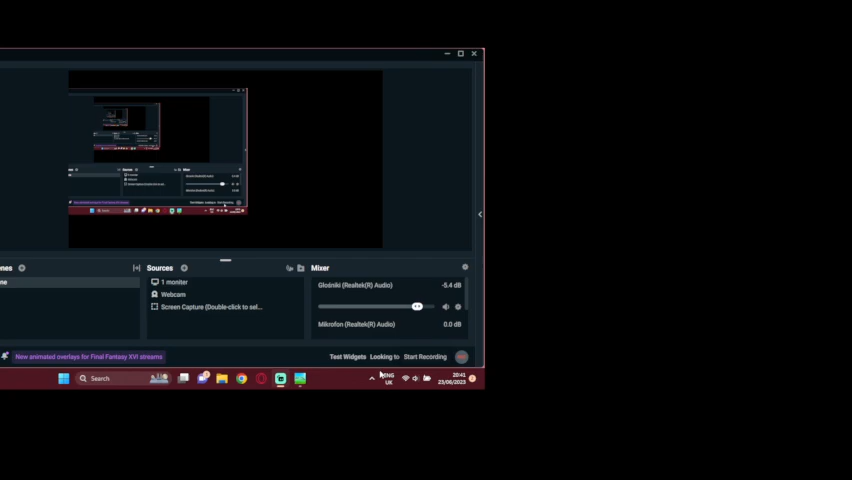 enes
Sources
Mixer
ne
1 moniter
Webcam
Screen Capture (Double-click to sel...
Głośniki (Realtek(R) Audio)
-5.4 dB
Mikrofon (Realtek(R) Audio)
0.0 dB
New animated overlays for Final Fantasy XVI streams
Test Widgets
Looking to
Start Recording
Search
ENG
UK
20:41
23/06/2023